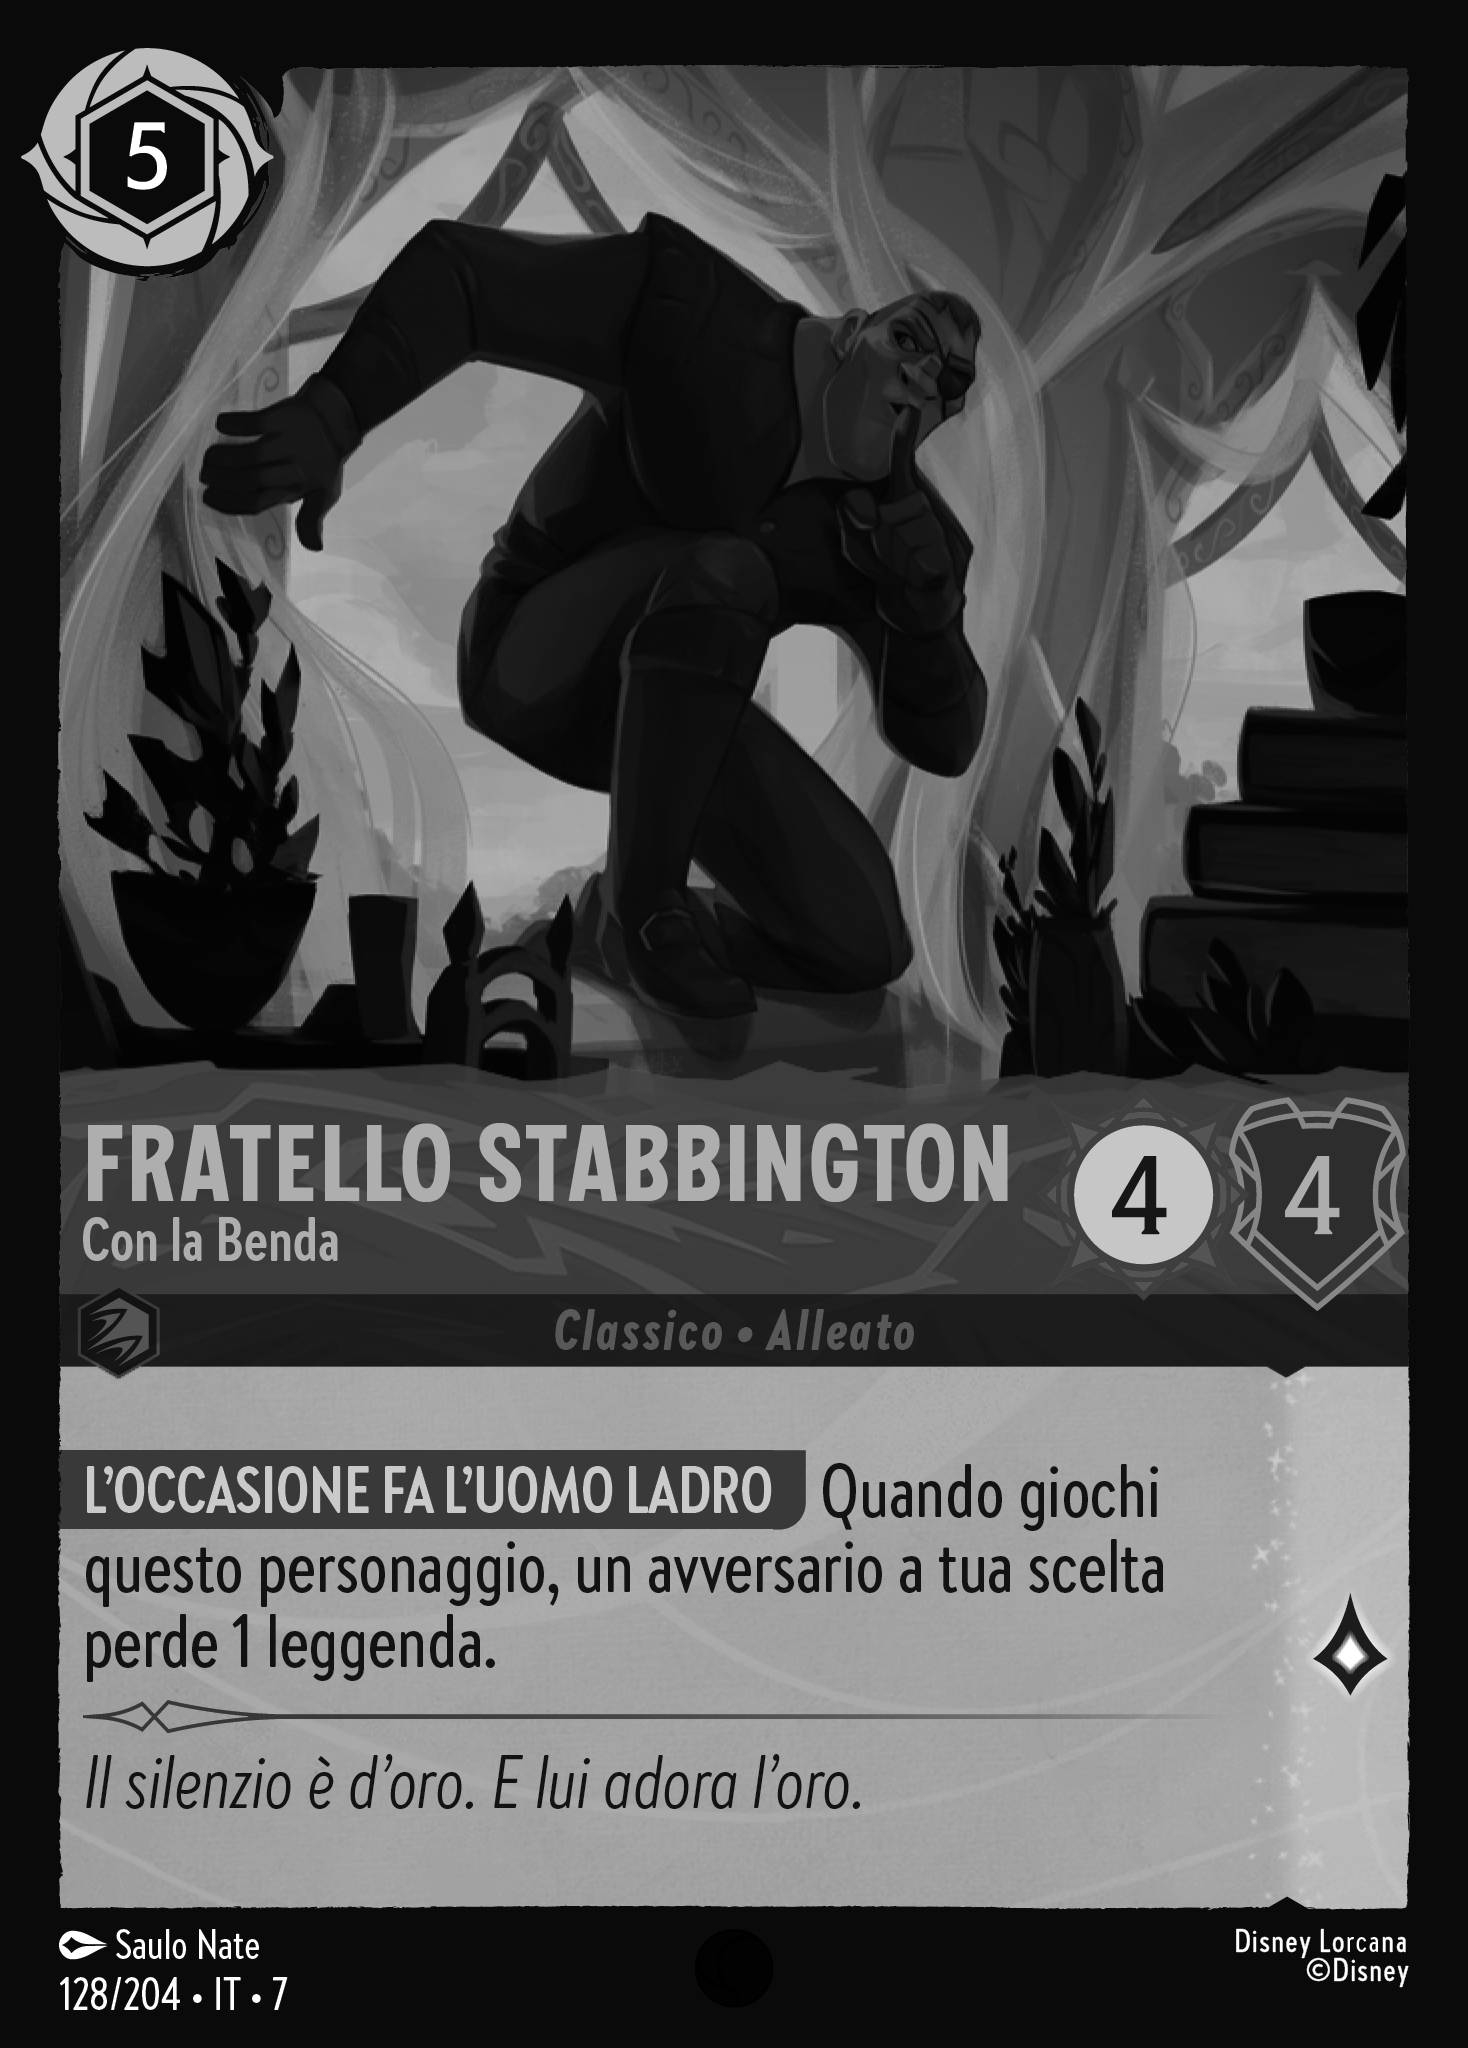 5
FRATELLO STABBINGTON
Con la Benda
4
4
Classico • Alleato
L'OCCASIONE FA L'UOMO LADRO Quando giochi
questo personaggio, un avversario a tua scelta
perde 1 leggenda.
Il silenzio è d'oro. E lui adora l'oro.
Saulo Nate
128/204 • IT • 7
Disney Lorcana
©Disney